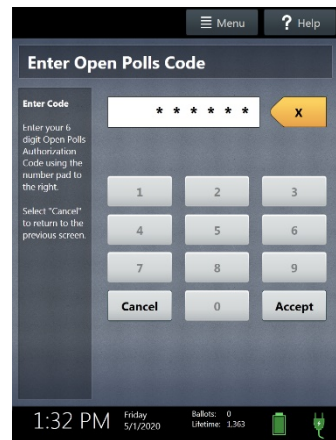 Menu
? Help
Enter Open Polls Code
Enter Code
Enter your 6
digit Open Polls
Authorization
Code using the
number pad to
the right.
Select "Cancel"
to return to the
previous screen.
* * * * * *
X
1 2 3
4 5 6
7 8 9
Cancel 0 Accept
1:32 PM
Friday
5/1/2020
Ballots: 0
Lifetime: 1,363